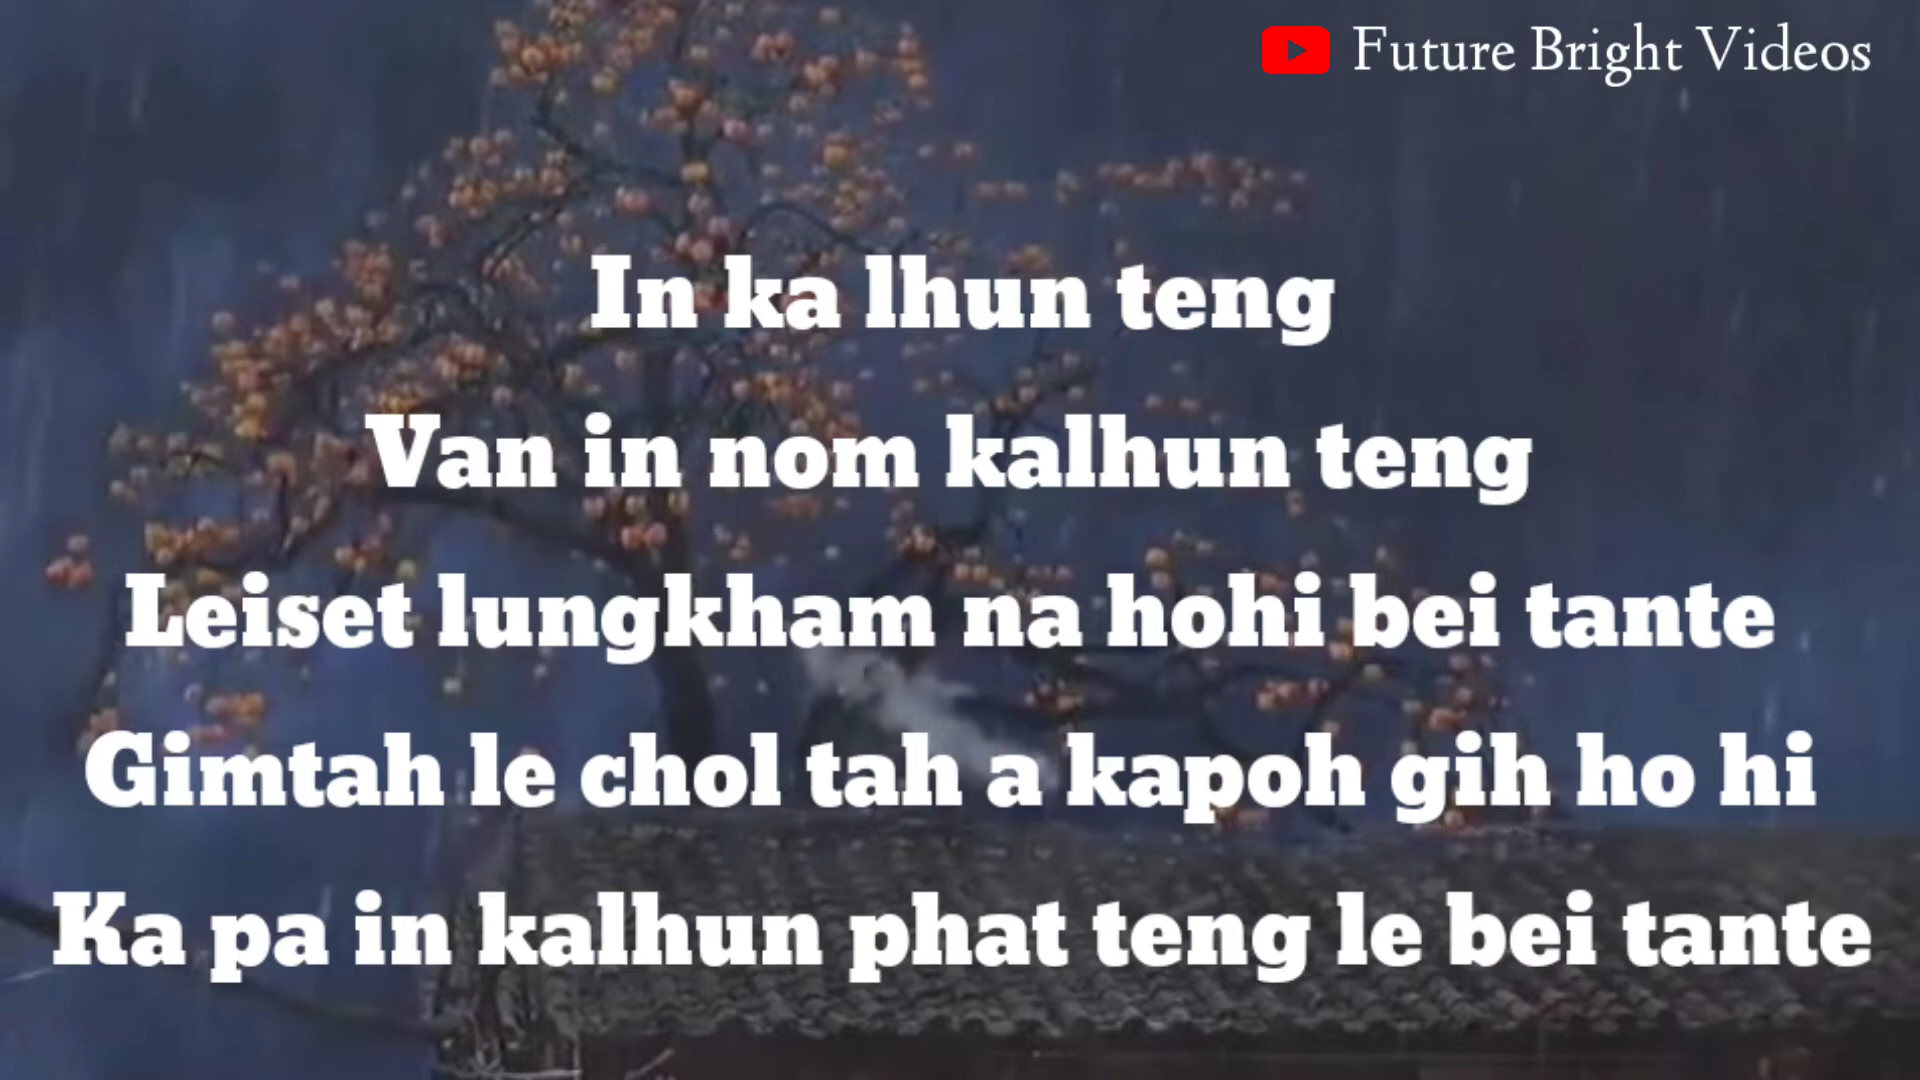 Future Bright Videos
In ka lhun teng
Van in nom kalhun teng
Leiset lungkham na hohi bei tante
Gimtah le chol tah a kapoh gih ho hi
Ka pa in kalhun phat teng le bei tante